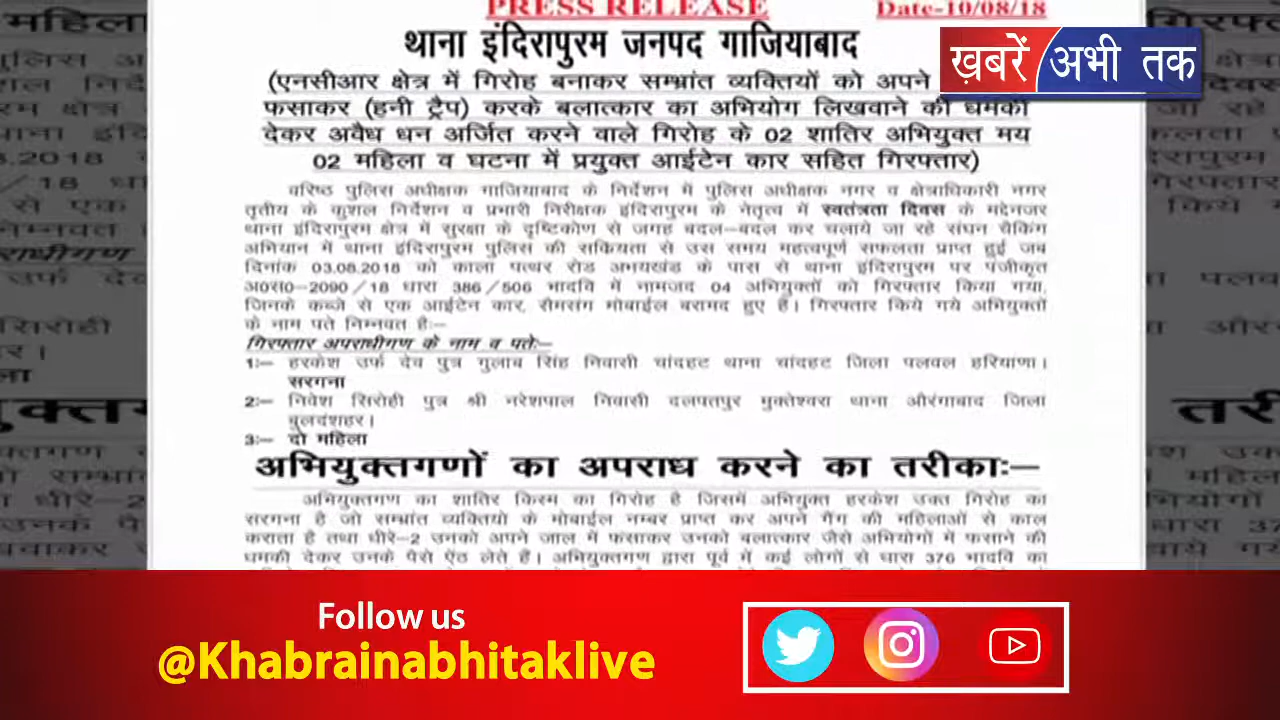 PRESS RELEASE Date-10/08/18
थाना इंदिरापुरम जनपद गाजियाबाद
ख़बरें अभी तक
(एनसीआर क्षेत्र में गिरोह बनाकर सम्भ्रांत व्यक्तियों को अपने
फसाकर (हनी ट्रैप) करके बलात्कार का अभियोग लिखवाने की धमकी
देकर अवैध धन अर्जित करने वाले गिरोह के 02 शातिर अभियुक्त मय
02 महिला व घटना में प्रयुक्त आईटेन कार सहित गिरफ्तार)
वरिष्ठ पुलिस अधीक्षक गाजियाबाद के निर्देशन में पुलिस अधीक्षक नगर व क्षेत्राधिकारी नगर
तृतीय के कुशल निर्देशन व प्रभारी निरीक्षक इंदिरापुरम के नेतृत्व में स्वतंत्रता दिवस के मद्देनजर
थाना इंदिरापुरम क्षेत्र में सुरक्षा के दृष्टिकोण से जगह बदल-बदल कर चलाये जा रहे संघन चैकिंग
अभियान में थाना इंदिरापुरम पुलिस की सकियता से उस समय महत्वपूर्ण सफलता प्राप्त हुई जब
दिनांक 03.08.2018 को काला पत्थर रोड अभयखंड के पास से थाना इंदिरापुरम पर पंजीकृत
अ0स0-2090/18 धारा 386/506 भादवि में नामजद 04 अभियुक्तों को गिरफ्तार किया गया,
जिनके कब्जे से एक आईटेन कार, सैमसंग मोबाईल बरामद हुए है। गिरफ्तार किये गये अभियुक्तों
के नाम पते निम्नवत है:-
गिरफ्तार अपराधीगण के नाम व पतेः-
1:- हरकेश उर्फ देव पुत्र गुलाब सिंह निवासी चांदहट थाना चांदहट जिला पलवल हरियाणा।
सरगना
2:- निवेश सिरोही पुत्र श्री नरेशपाल निवासी दलपतपुर मुक्तेश्वरा थाना औरंगाबाद जिला
बुलदंशहर।
3:- दो महिला
अभियुक्तगणों का अपराध करने का तरीकाः-
अभियुक्तगण का शातिर किस्म का गिरोह है जिसमें अभियुक्त हरकेश उक्त गिरोह का
सरगना है जो सम्भ्रांत व्यक्तियो के मोबाईल नम्बर प्राप्त कर अपने गैंग की महिलाओं से काल
कराता है तथा धीरे-2 उनको अपने जाल में फसाकर उनको बलात्कार जैसे अभियोगों में फसाने की
धमकी देकर उनके पैसे ऐंठ लेते है। अभियुक्तगण द्वारा पूर्व में कई लोगों से धारा 376 भादवि का
Follow us
@Khabrainabhitaklive